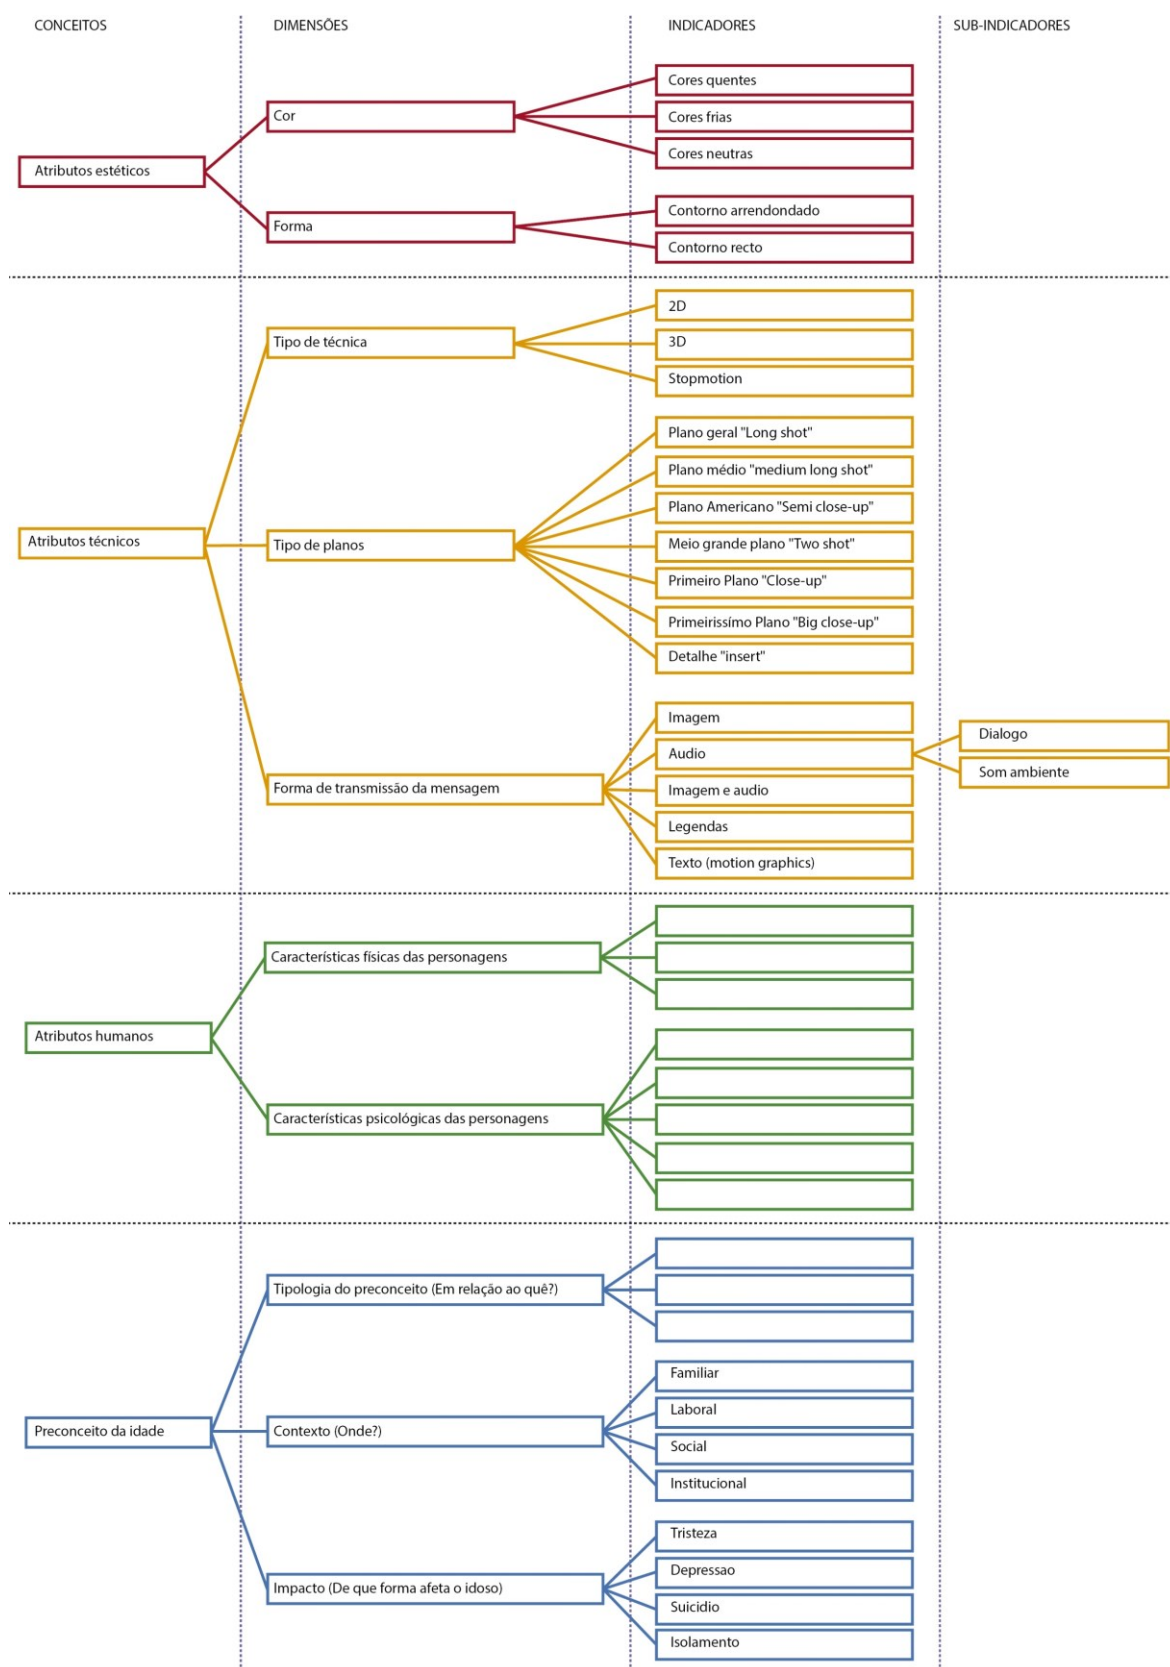 CONCEITOS
DIMENSÕES
INDICADORES
SUB-INDICADORES
Atributos estéticos
Cor
Cores quentes
Cores frias
Cores neutras
Forma
Contorno arrendondado
Contorno recto
Atributos técnicos
Tipo de técnica
2D
3D
Stopmotion
Tipo de planos
Plano geral "Long shot"
Plano médio "medium long shot"
Plano Americano "Semi close-up"
Meio grande plano "Two shot"
Primeiro Plano "Close-up"
Primeirissímo Plano "Big close-up"
Detalhe "insert"
Forma de transmissão da mensagem
Imagem
Audio
Dialogo
Som ambiente
Imagem e audio
Legendas
Texto (motion graphics)
Atributos humanos
Características físicas das personagens
Características psicológicas das personagens
Preconceito da idade
Tipologia do preconceito (Em relação ao quê?)
Contexto (Onde?)
Familiar
Laboral
Social
Institucional
Impacto (De que forma afeta o idoso)
Tristeza
Depressao
Suicidio
Isolamento